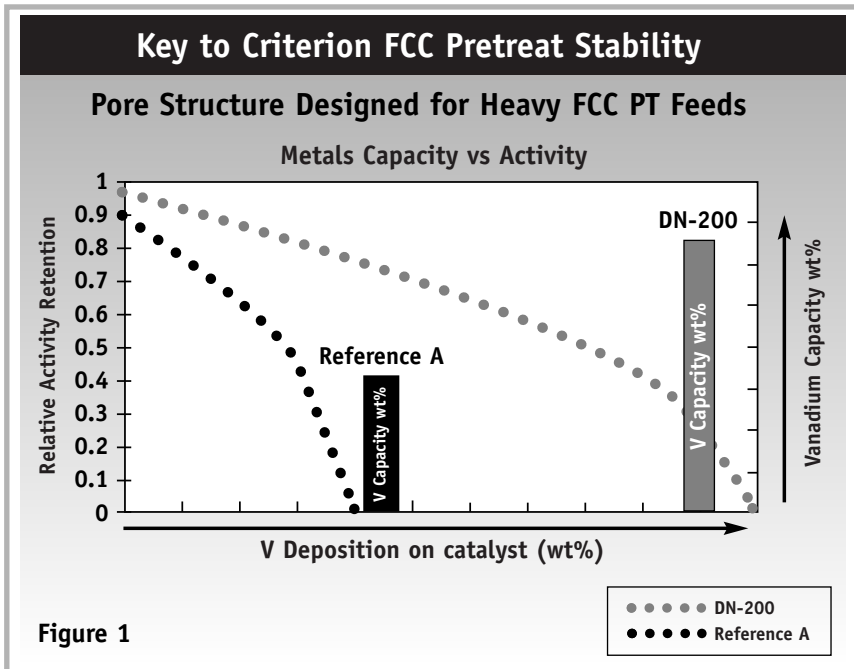 Key to Criterion FCC Pretreat Stability
Pore Structure Designed for Heavy FCC PT Feeds
Metals Capacity vs Activity
Relative Activity Retention
1
0.9
0.8
0.7
0.6
0.5
0.4
0.3
0.2
0.1
0
Reference A
V Capacity wt%
DN-200
V Capacity wt%
Vanadium Capacity wt%
V Deposition on catalyst (wt%)
DN-200
Reference A
Figure 1